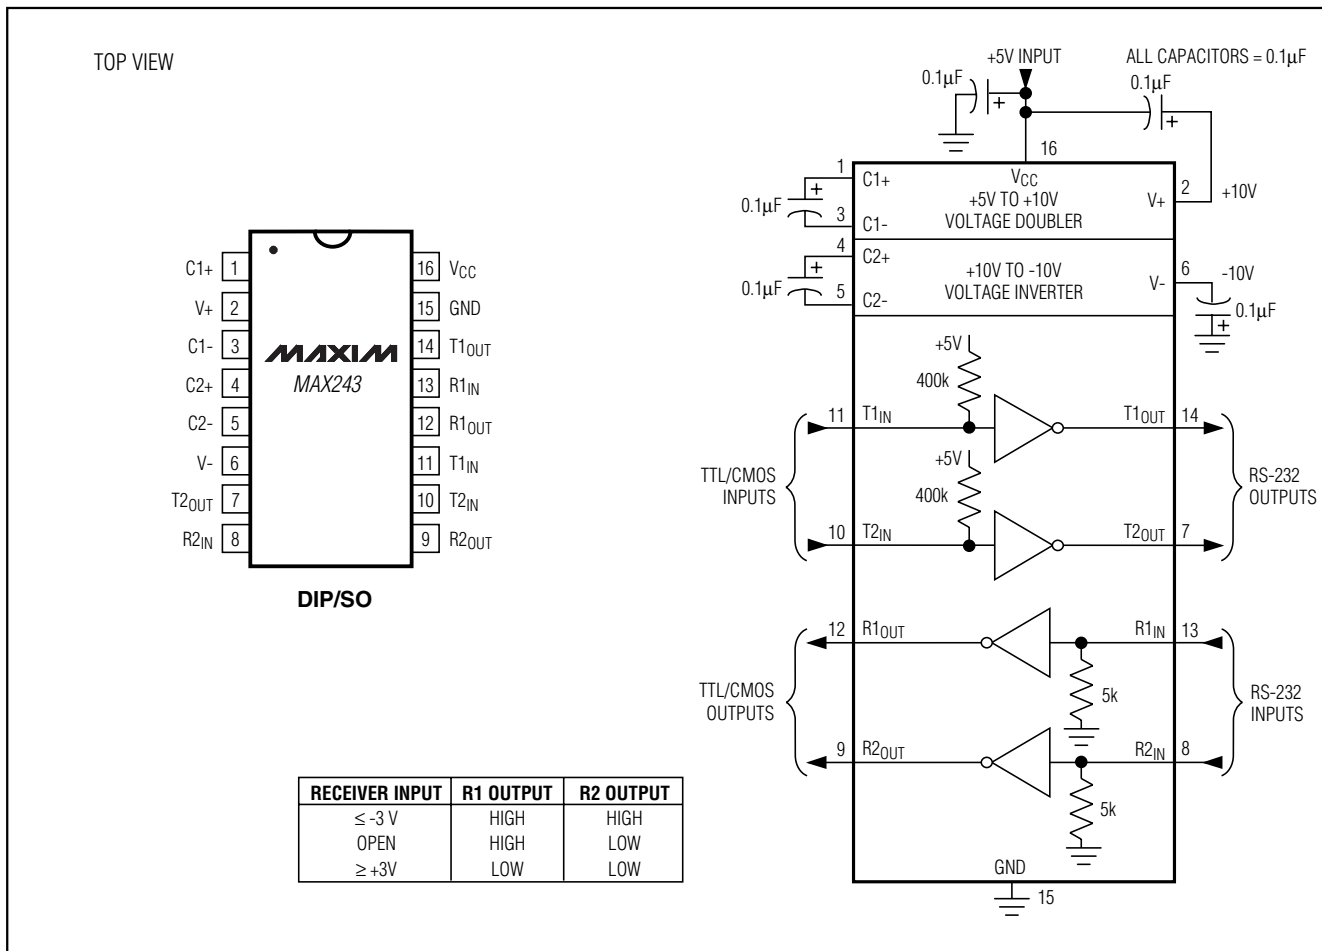 TOP VIEW
+5V INPUT
ALL CAPACITORS = 0.1µF
0.1µF
+
0.1µF
+
16
VCC
+5V TO +10V
VOLTAGE DOUBLER
1
C1+
+
0.1µF
3
C1-
V+
2
+10V
4
C2+
+
0.1µF
5
C2-
+10V TO -10V
VOLTAGE INVERTER
V-
6
-10V
0.1µF
+
C1+ 1
V+ 2
C1- 3
C2+ 4
C2- 5
V- 6
T2OUT 7
R2IN 8
MAXIM
MAX243
16 VCC
15 GND
14 T1OUT
13 R1IN
12 R1OUT
11 T1IN
10 T2IN
9 R2OUT
DIP/SO
+5V
400k
11 T1IN
T1OUT 14
+5V
400k
10 T2IN
T2OUT 7
TTL/CMOS
INPUTS
RS-232
OUTPUTS
12 R1OUT
R1IN 13
5k
9 R2OUT
R2IN 8
5k
TTL/CMOS
OUTPUTS
RS-232
INPUTS
GND
15
RECEIVER INPUT R1 OUTPUT R2 OUTPUT
≤ -3 V HIGH HIGH
OPEN HIGH LOW
≥ +3V LOW LOW